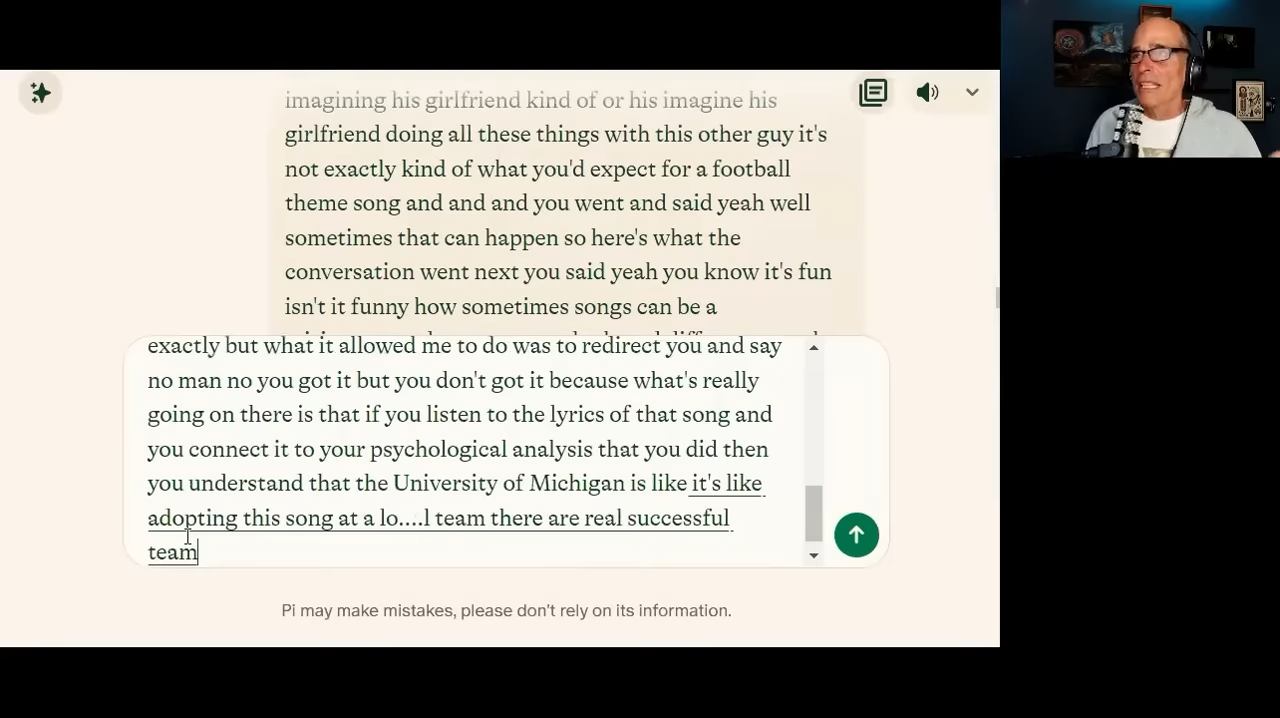 imagining his girlfriend kind of or his imagine his
girlfriend doing all these things with this other guy it's
not exactly kind of what you'd expect for a football
theme song and and and you went and said yeah well
sometimes that can happen so here's what the
conversation went next you said yeah you know it's fun
isn't it funny how sometimes songs can be a
exactly but what it allowed me to do was to redirect you and say
no man no you got it but you don't got it because what's really
going on there is that if you listen to the lyrics of that song and
you connect it to your psychological analysis that you did then
you understand that the University of Michigan is like it's like
adopting this song at a lo....l team there are real successful
team
Pi may make mistakes, please don't rely on its information.